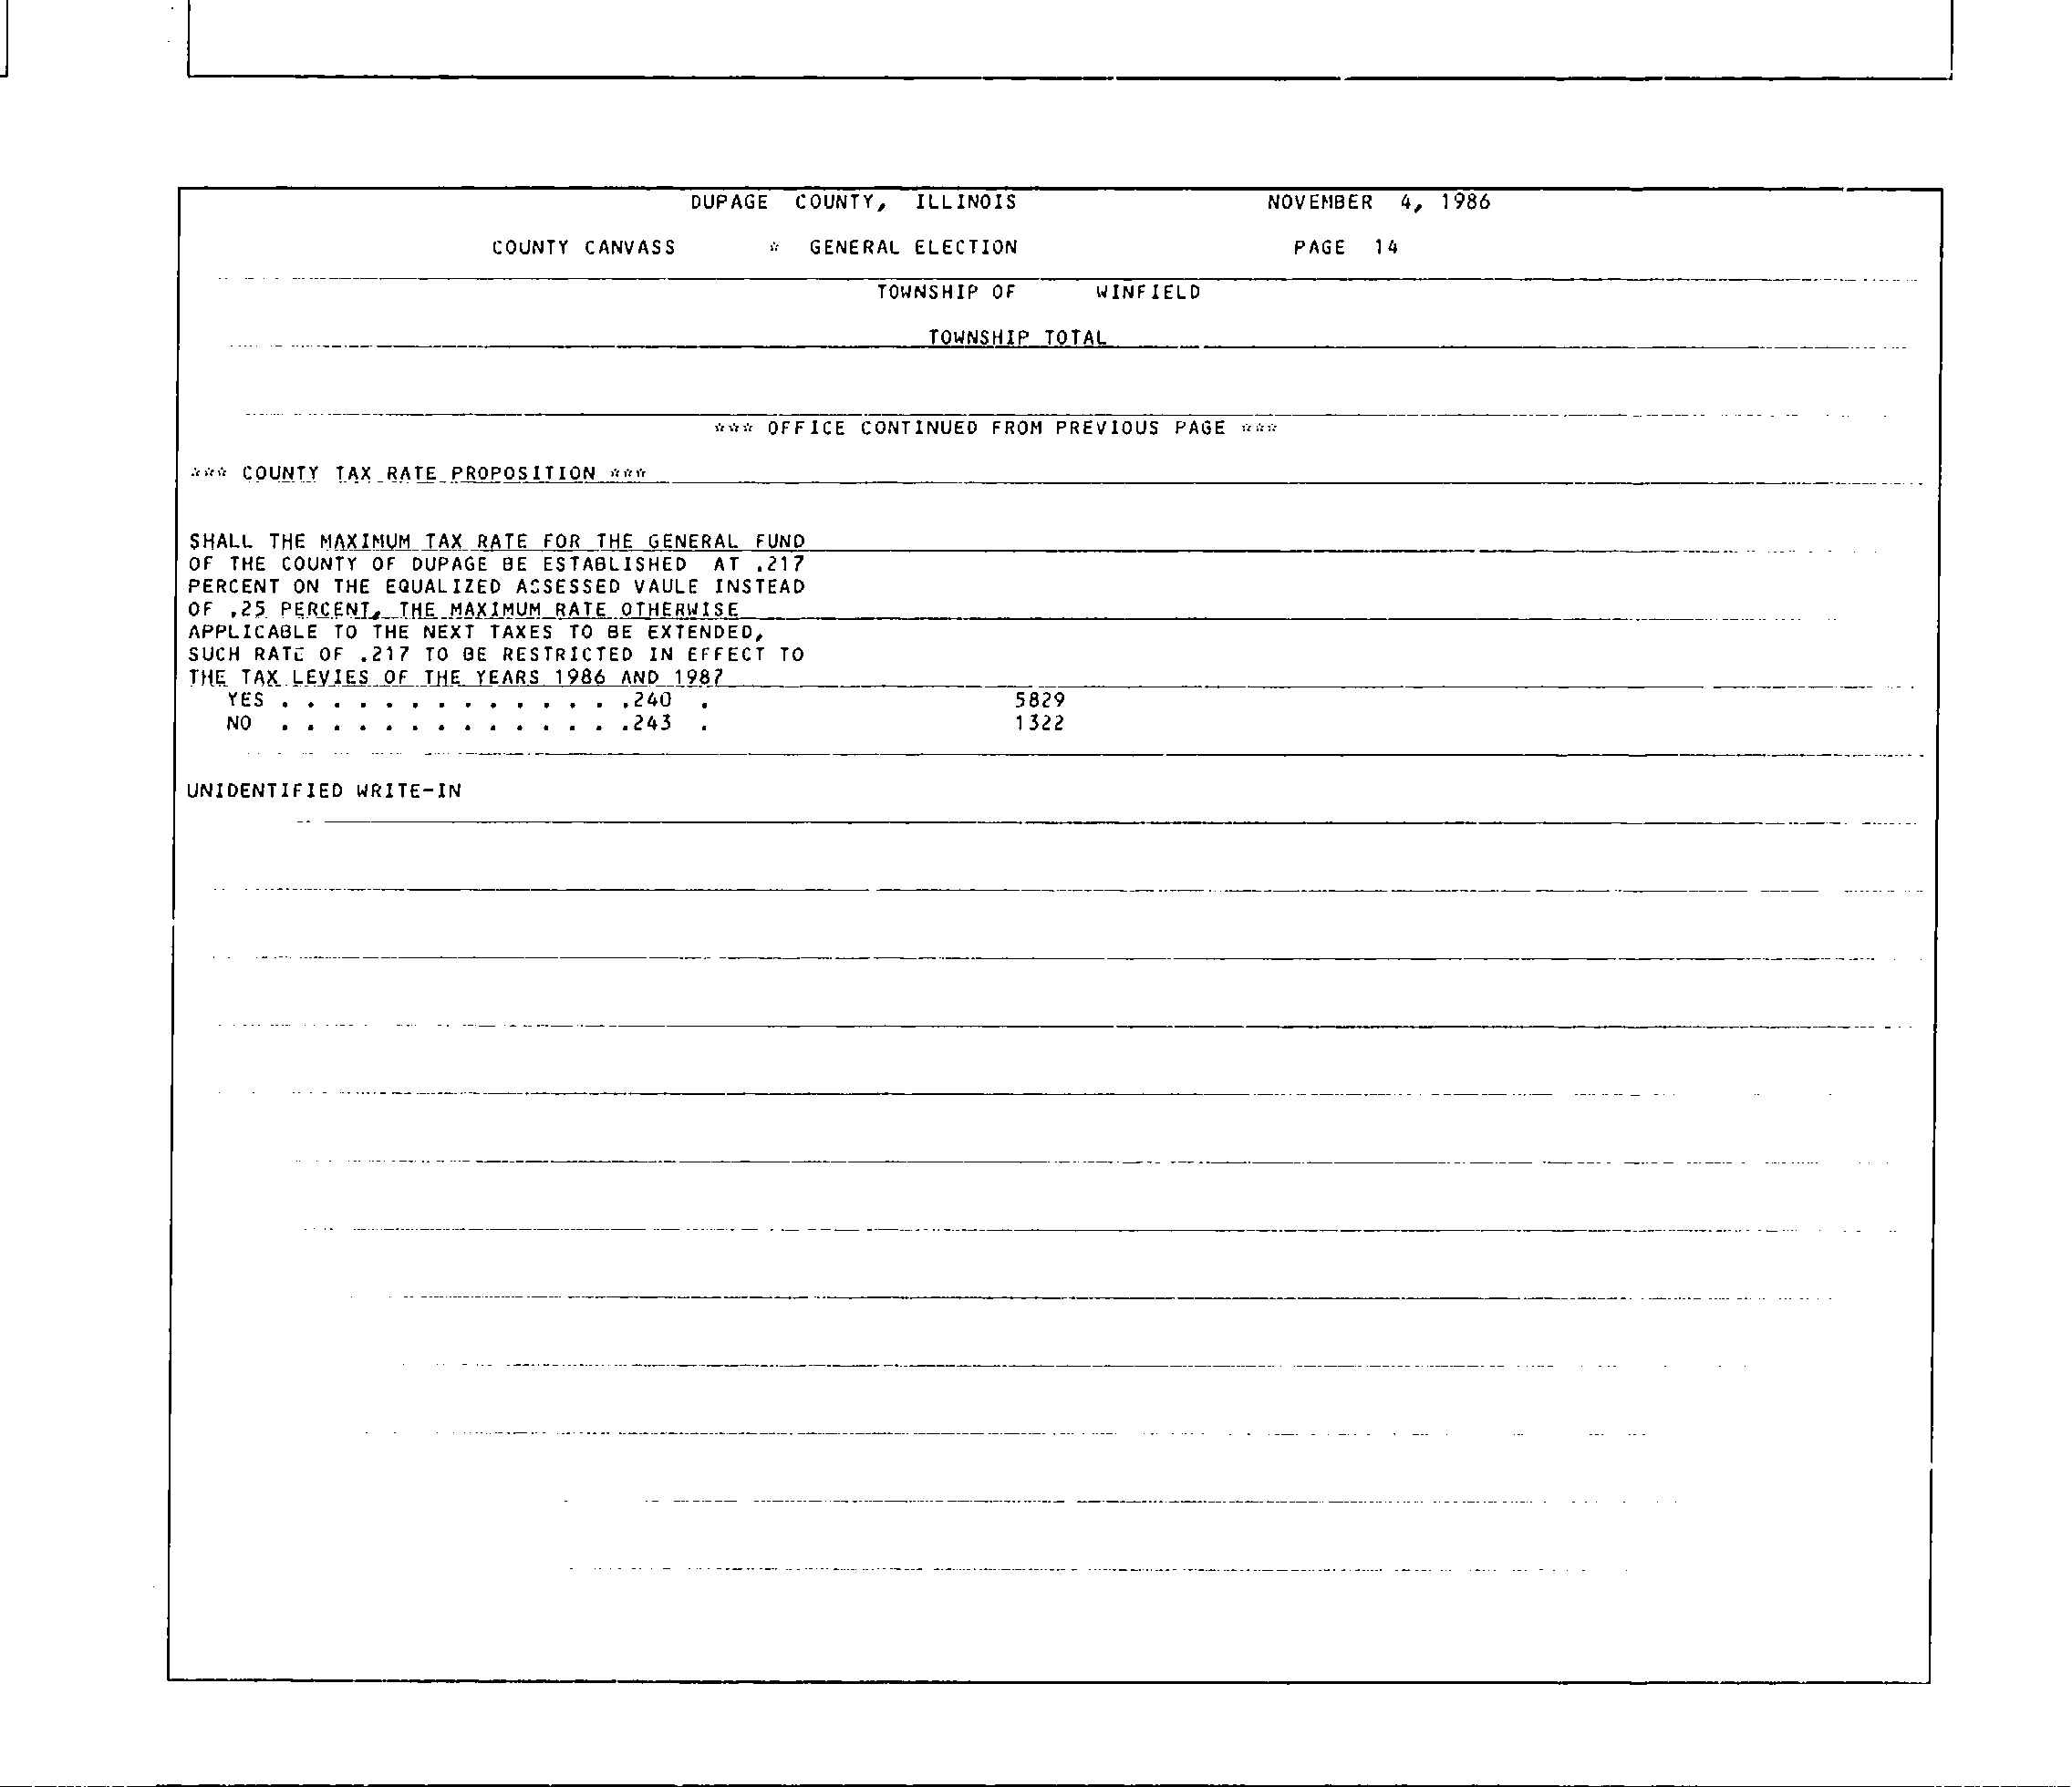 DUPAGE COUNTY, ILLINOIS NOVEMBER 4, 1986
COUNTY CANVASS * GENERAL ELECTION PAGE 14
TOWNSHIP OF WINFIELD
TOWNSHIP TOTAL
*** OFFICE CONTINUED FROM PREVIOUS PAGE ***
*** COUNTY TAX RATE PROPOSITION ***
SHALL THE MAXIMUM TAX RATE FOR THE GENERAL FUND
OF THE COUNTY OF DUPAGE BE ESTABLISHED AT .217
PERCENT ON THE EQUALIZED ASSESSED VAULE INSTEAD
OF .25 PERCENT, THE MAXIMUM RATE OTHERWISE
APPLICABLE TO THE NEXT TAXES TO BE EXTENDED,
SUCH RATE OF .217 TO BE RESTRICTED IN EFFECT TO
THE TAX LEVIES OF THE YEARS 1986 AND 1987
YES . . . . . . . . . . . . . .240 . 5829
NO . . . . . . . . . . . . . .243 . 1322
UNIDENTIFIED WRITE-IN